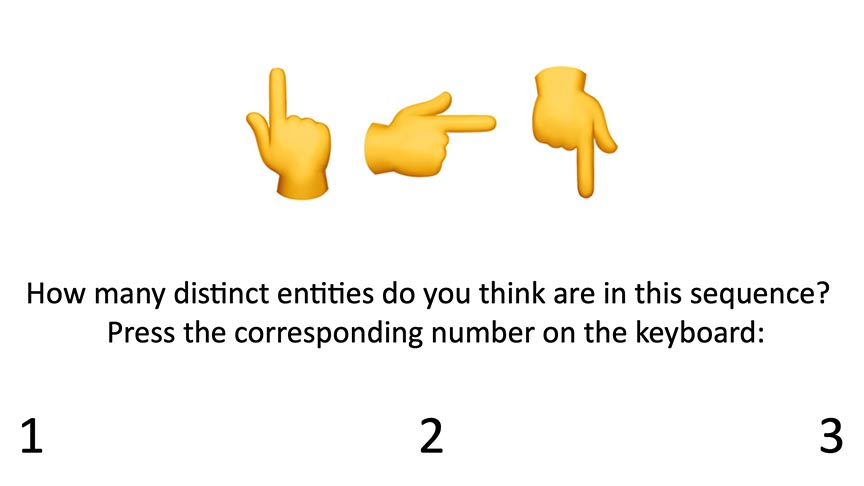 How many distinct entities do you think are in this sequence?
Press the corresponding number on the keyboard:
1 2 3